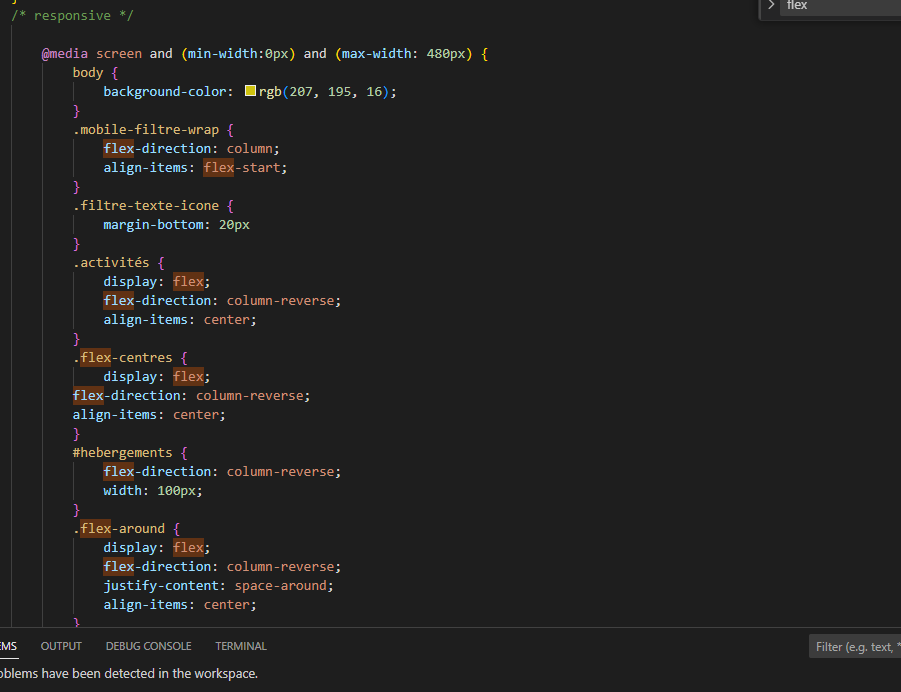 }
/* responsive */
flex
@media screen and (min-width:0px) and (max-width: 480px) {
body {
background-color: rgb(207, 195, 16);
}
.mobile-filtre-wrap {
flex-direction: column;
align-items: flex-start;
}
.filtre-texte-icone {
margin-bottom: 20px
}
.activités {
display: flex;
flex-direction: column-reverse;
align-items: center;
}
.flex-centres {
display: flex;
flex-direction: column-reverse;
align-items: center;
}
#hebergements {
flex-direction: column-reverse;
width: 100px;
}
.flex-around {
display: flex;
flex-direction: column-reverse;
justify-content: space-around;
align-items: center;
}
EMS OUTPUT DEBUG CONSOLE TERMINAL Filter (e.g. text, *
oblems have been detected in the workspace.